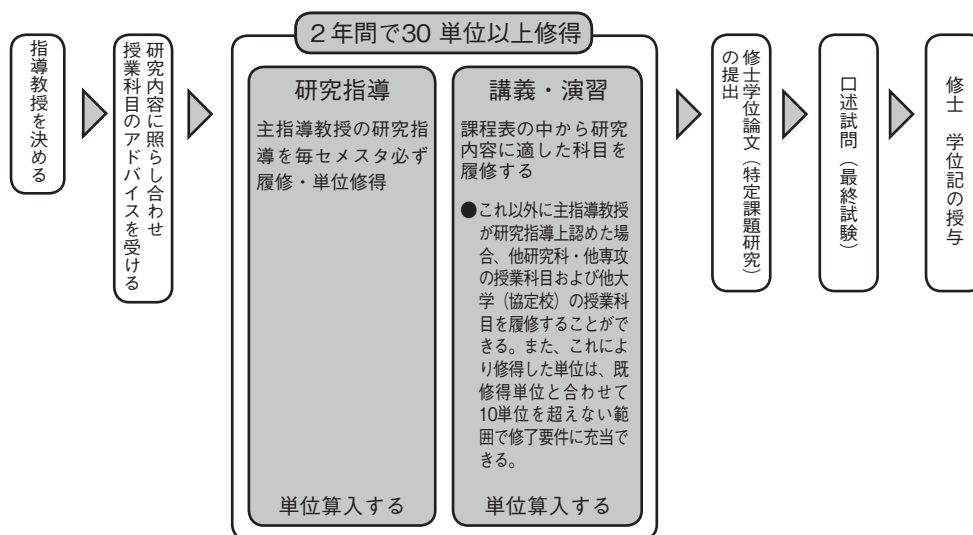 指導教授を決める
研究内容に照らし合わせ
授業科目のアドバイスを受ける
2年間で30 単位以上修得
研究指導
主指導教授の研究指
導を毎セメスタ必ず
履修・単位修得
単位算入する
講義・演習
課程表の中から研究
内容に適した科目を
履修する
●これ以外に主指導教授
が研究指導上認めた場
合、他研究科・他専攻
の授業科目および他大
学（協定校）の授業科
目を履修することがで
きる。また、これによ
り修得した単位は、既
修得単位と合わせて
10単位を超えない範
囲で修了要件に充当で
きる。
単位算入する
修士学位論文（特定課題研究）
の提出
口述試問（最終試験）
修士　学位記の授与